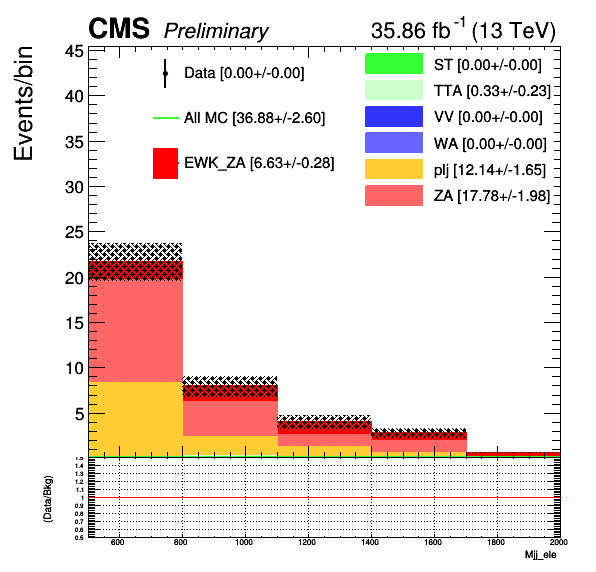 CMS Preliminary 35.86 fb⁻¹ (13 TeV)
Events/bin
45
40
35
30
25
20
15
10
5
Data [0.00+/-0.00]
All MC [36.88+/-2.60]
EWK_ZA [6.63+/-0.28]
ST [0.00+/-0.00]
TTA [0.33+/-0.23]
VV [0.00+/-0.00]
WA [0.00+/-0.00]
plj [12.14+/-1.65]
ZA [17.78+/-1.98]
(Data/Bkg)
1.5
1.4
1.3
1.2
1.1
1
0.9
0.8
0.7
0.6
0.5
600 800 1000 1200 1400 1600 1800 2000
Mjj_ele